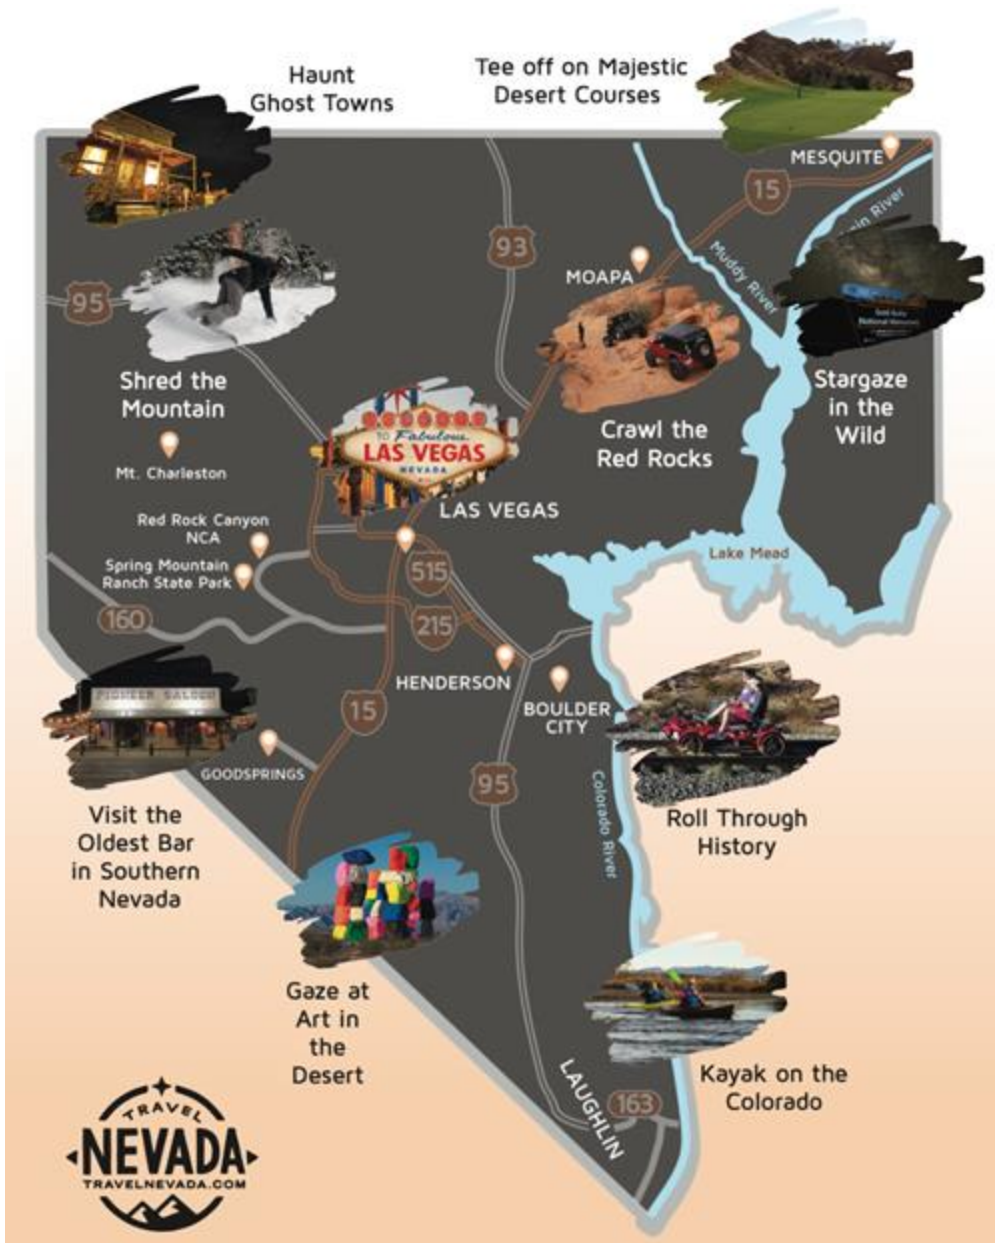 Haunt
Ghost Towns
Tee off on Majestic
Desert Courses
MESQUITE
15
93
Muddy River
River
MOAPA
95
Shred the
Mountain
Mt. Charleston
TO Fabulous
LAS VEGAS
NEVADA
Stargaze
in the
Wild
Crawl the
Red Rocks
LAS VEGAS
Red Rock Canyon
NCA
Spring Mountain
Ranch State Park
Lake Mead
515
160
215
HENDERSON
BOULDER
CITY
PIONEER SALOON
15
GOODSPRINGS
95
Colorado River
Visit the
Oldest Bar
in Southern
Nevada
Roll Through
History
Gaze at
Art in
the
Desert
Kayak on the
Colorado
LAUGHLIN
163
TRAVEL
NEVADA
TRAVELNEVADA.COM